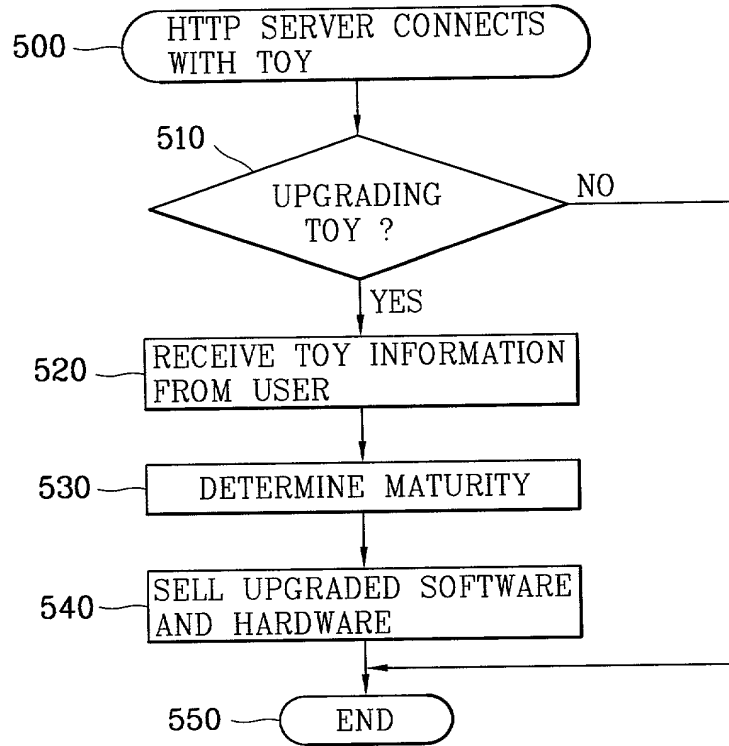 500
HTTP SERVER CONNECTS
WITH TOY
510
UPGRADING
TOY ?
NO
YES
520
RECEIVE TOY INFORMATION
FROM USER
530
DETERMINE MATURITY
540
SELL UPGRADED SOFTWARE
AND HARDWARE
550
END